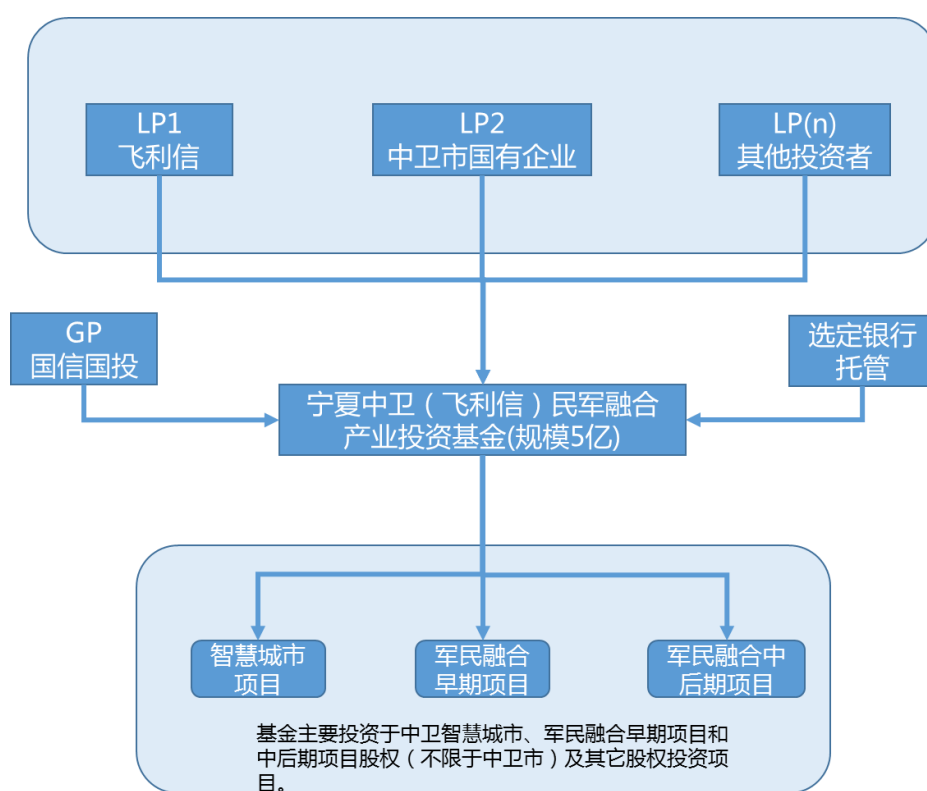 LP1
飞利信
LP2
中卫市国有企业
LP(n)
其他投资者
GP
国信国投
选定银行
托管
宁夏中卫（飞利信）民军融合
产业投资基金(规模5亿)
智慧城市
项目
军民融合
早期项目
军民融合中
后期项目
基金主要投资于中卫智慧城市、军民融合早期项目和
中后期项目股权（不限于中卫市）及其它股权投资项
目。